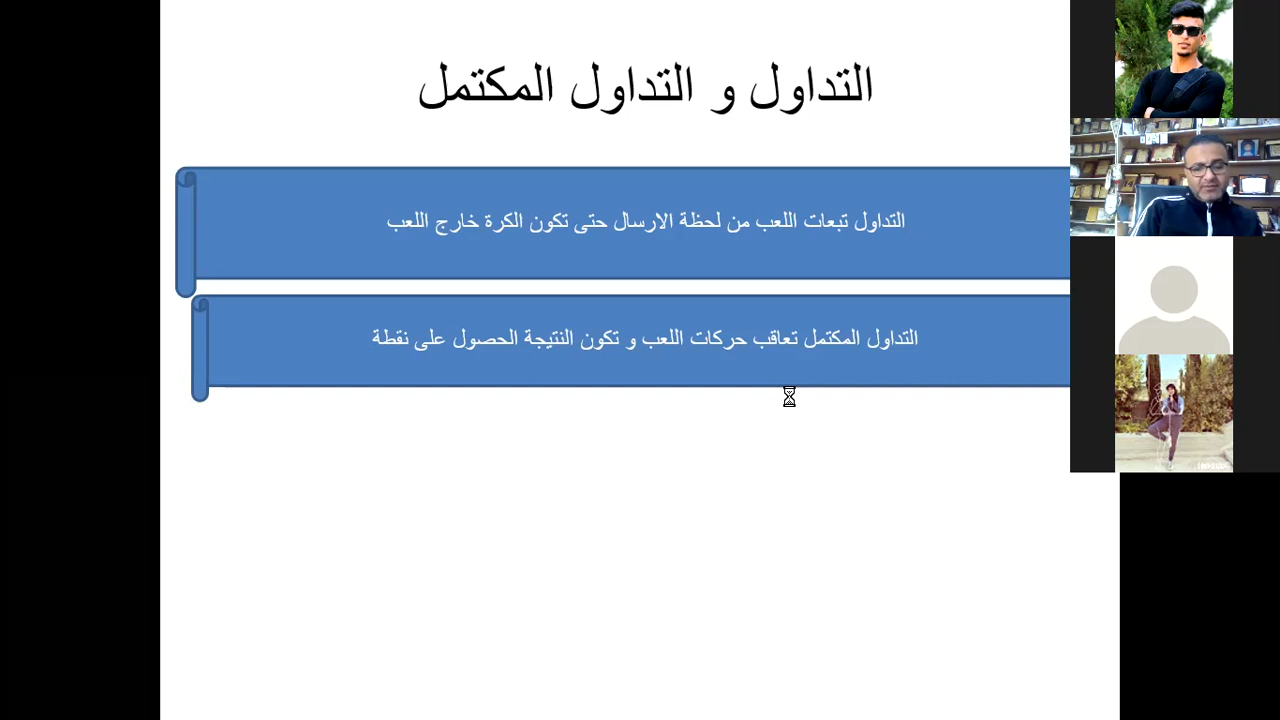 التداول و التداول المكتمل
التداول تبعات اللعب من لحظة الارسال حتى تكون الكرة خارج اللعب
التداول المكتمل تعاقب حركات اللعب و تكون النتيجة الحصول على نقطة